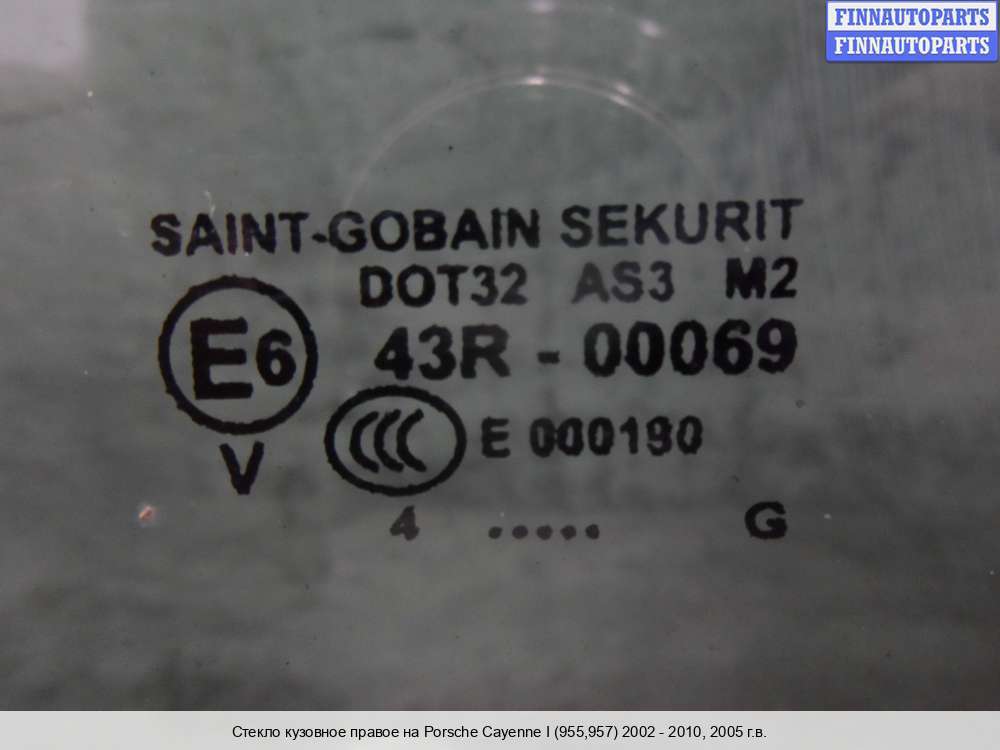 FINNAUTOPARTS
FINNAUTOPARTS
SAINT-GOBAIN SEKURIT
DOT32 AS3 M2
E6 43R - 00069
V CCC E 000190
4 ..... G
Стекло кузовное правое на Porsche Cayenne I (955,957) 2002 - 2010, 2005 г.в.